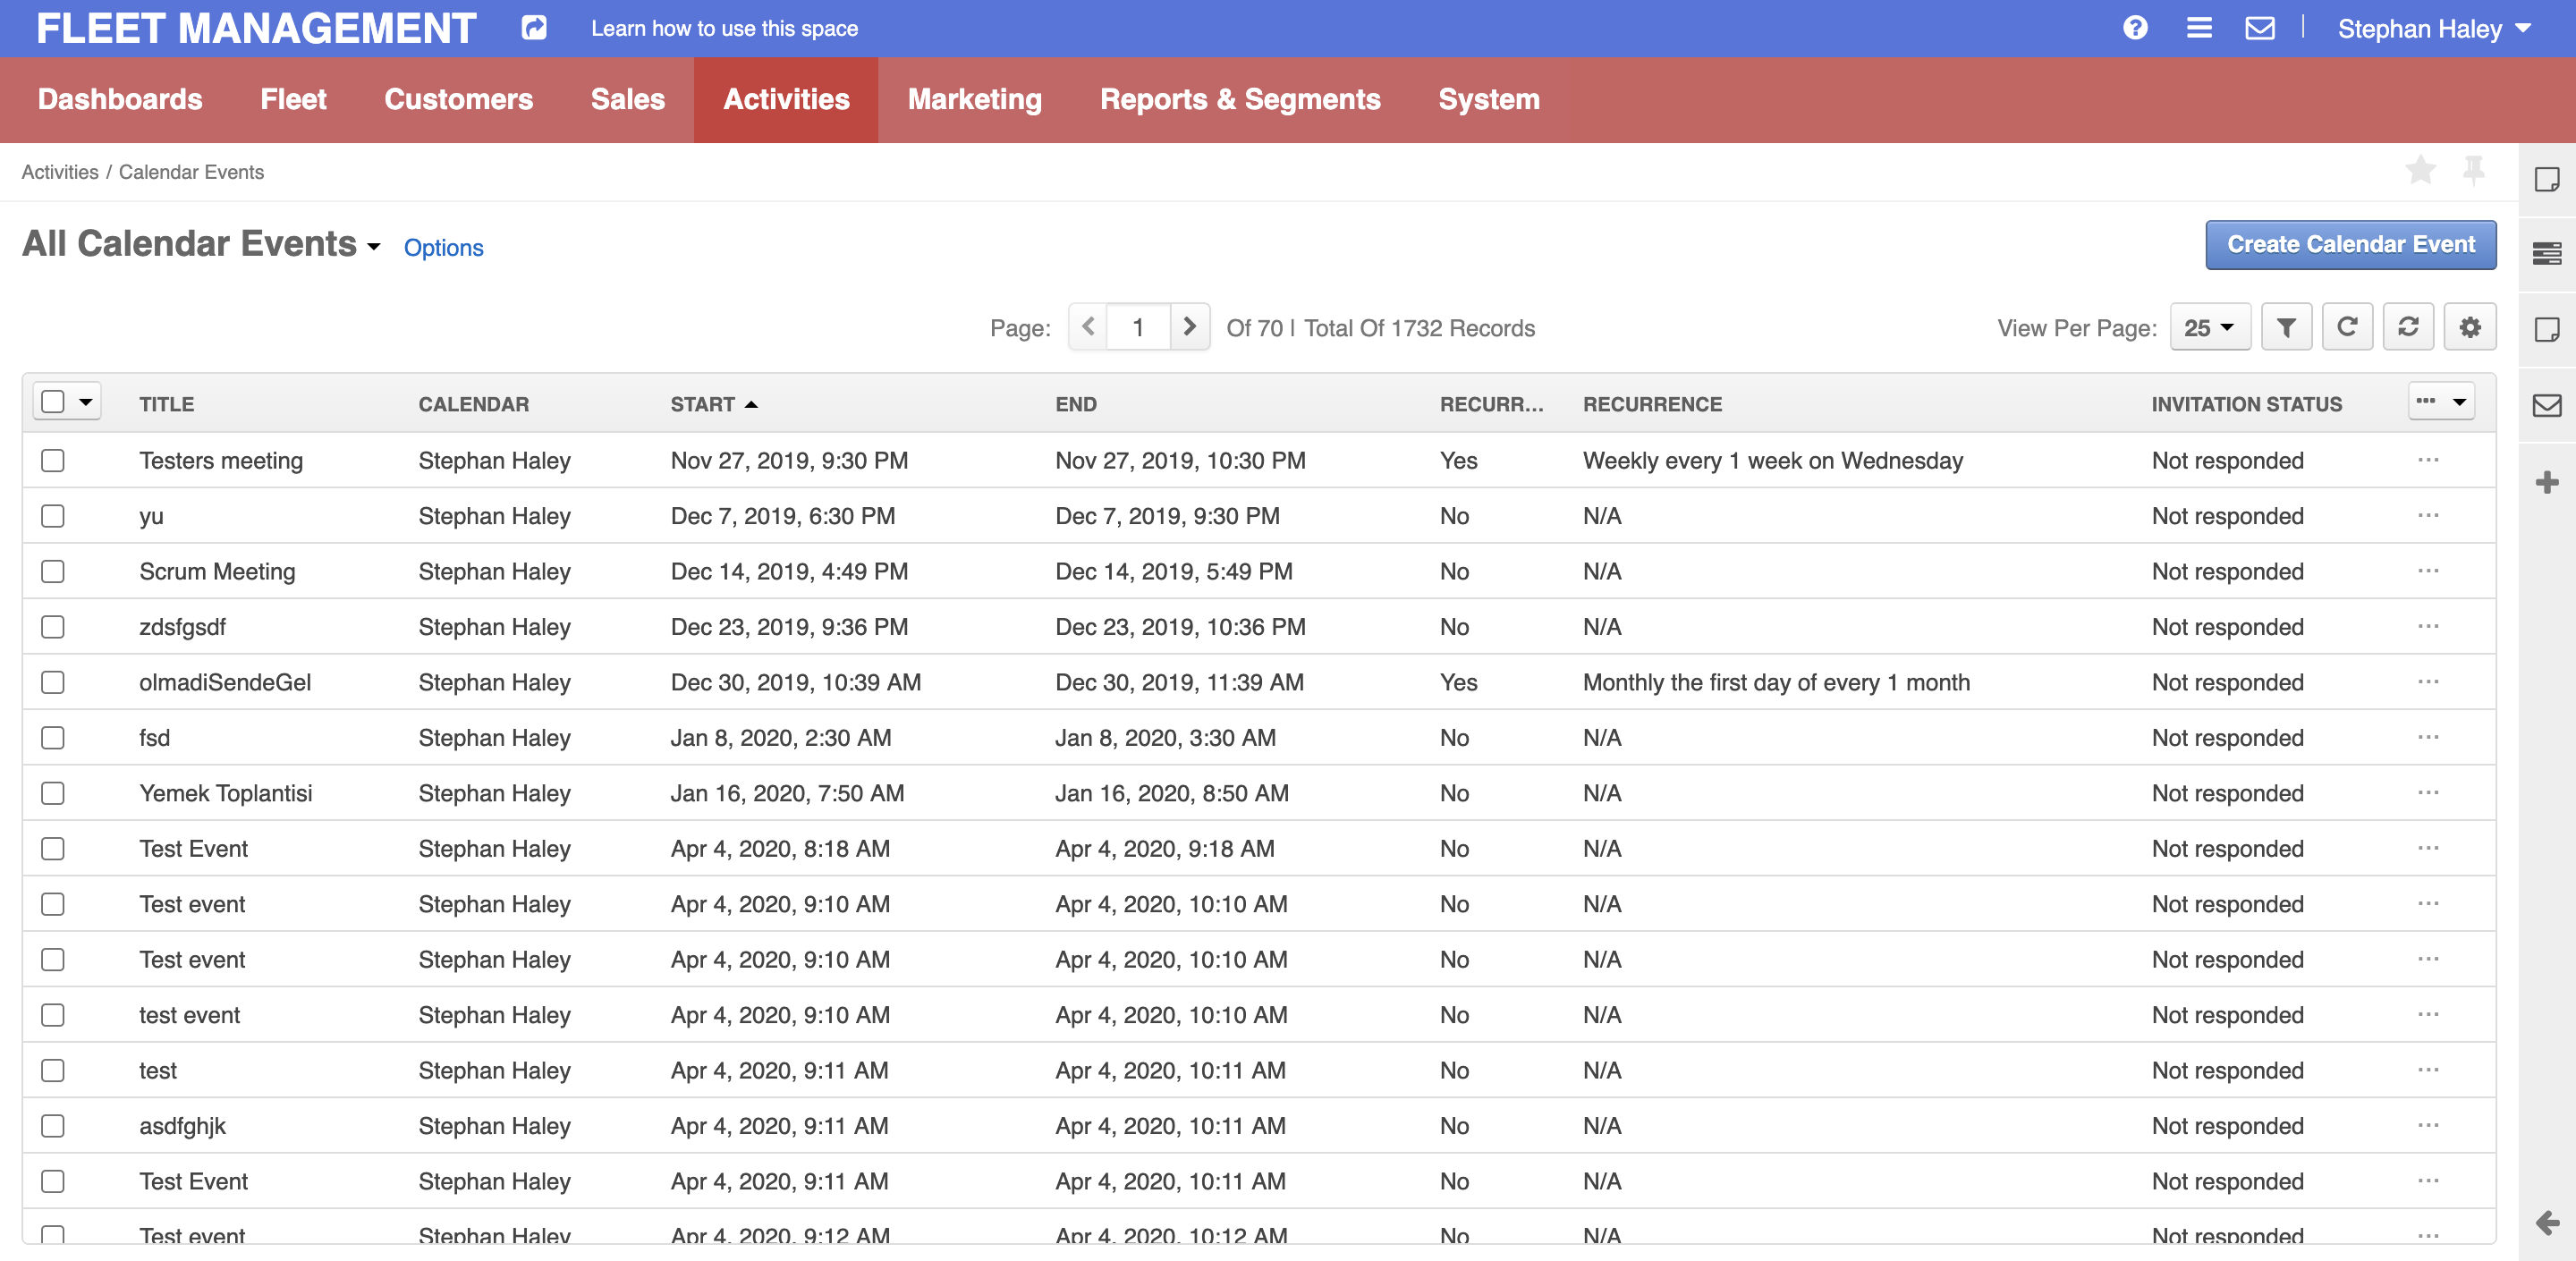 FLEET MANAGEMENT Learn how to use this space Stephan Haley
Dashboards Fleet Customers Sales Activities Marketing Reports & Segments System
Activities / Calendar Events
All Calendar Events Options Create Calendar Event
Page: 1 Of 70 | Total Of 1732 Records View Per Page: 25
TITLE CALENDAR START END RECURR... RECURRENCE INVITATION STATUS
Testers meeting Stephan Haley Nov 27, 2019, 9:30 PM Nov 27, 2019, 10:30 PM Yes Weekly every 1 week on Wednesday Not responded
yu Stephan Haley Dec 7, 2019, 6:30 PM Dec 7, 2019, 9:30 PM No N/A Not responded
Scrum Meeting Stephan Haley Dec 14, 2019, 4:49 PM Dec 14, 2019, 5:49 PM No N/A Not responded
zdsfgsdf Stephan Haley Dec 23, 2019, 9:36 PM Dec 23, 2019, 10:36 PM No N/A Not responded
olmadiSendeGel Stephan Haley Dec 30, 2019, 10:39 AM Dec 30, 2019, 11:39 AM Yes Monthly the first day of every 1 month Not responded
fsd Stephan Haley Jan 8, 2020, 2:30 AM Jan 8, 2020, 3:30 AM No N/A Not responded
Yemek Toplantisi Stephan Haley Jan 16, 2020, 7:50 AM Jan 16, 2020, 8:50 AM No N/A Not responded
Test Event Stephan Haley Apr 4, 2020, 8:18 AM Apr 4, 2020, 9:18 AM No N/A Not responded
Test event Stephan Haley Apr 4, 2020, 9:10 AM Apr 4, 2020, 10:10 AM No N/A Not responded
Test event Stephan Haley Apr 4, 2020, 9:10 AM Apr 4, 2020, 10:10 AM No N/A Not responded
test event Stephan Haley Apr 4, 2020, 9:10 AM Apr 4, 2020, 10:10 AM No N/A Not responded
test Stephan Haley Apr 4, 2020, 9:11 AM Apr 4, 2020, 10:11 AM No N/A Not responded
asdfghjk Stephan Haley Apr 4, 2020, 9:11 AM Apr 4, 2020, 10:11 AM No N/A Not responded
Test Event Stephan Haley Apr 4, 2020, 9:11 AM Apr 4, 2020, 10:11 AM No N/A Not responded
Test event Stephan Haley Apr 4, 2020, 9:12 AM Apr 4, 2020, 10:12 AM No N/A Not responded